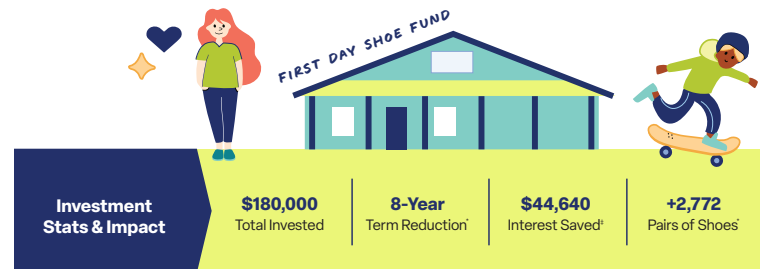 FIRST DAY SHOE FUND
Investment
Stats & Impact
$180,000
Total Invested
8-Year
Term Reduction*
$44,640
Interest Saved‡
+2,772
Pairs of Shoes*